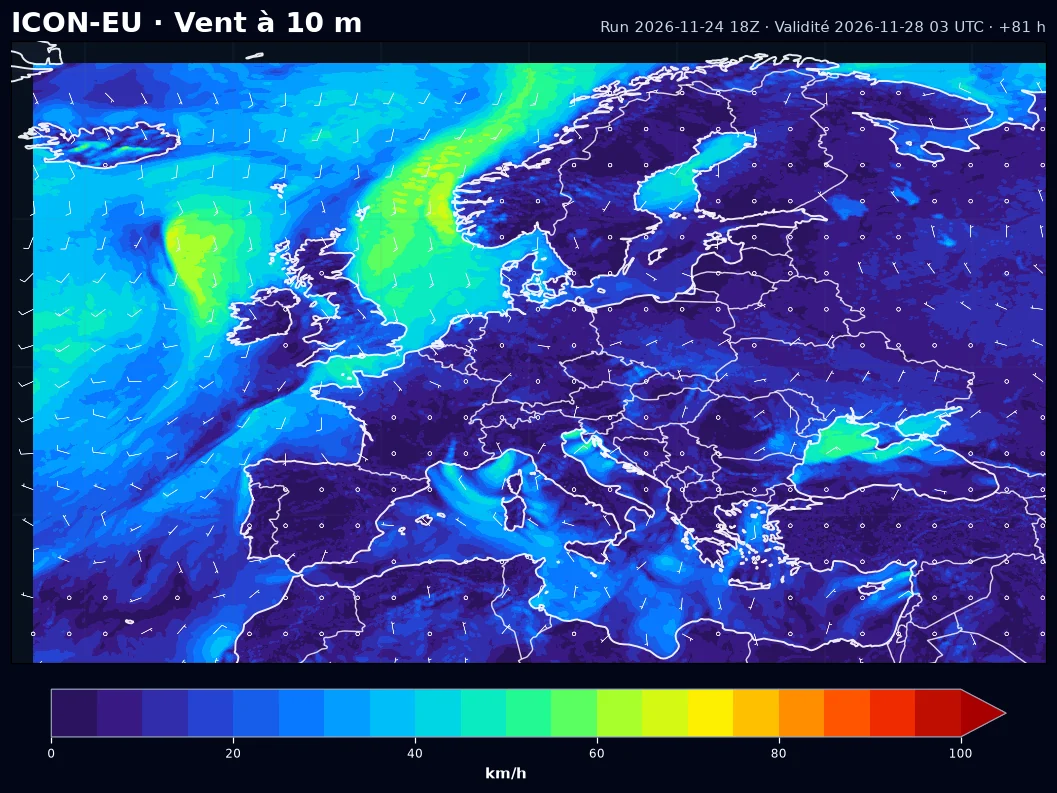 ICON-EU · Vent à 10 m
Run 2026-11-24 18Z · Validité 2026-11-28 03 UTC · +81 h
0 20 40 60 80 100
km/h